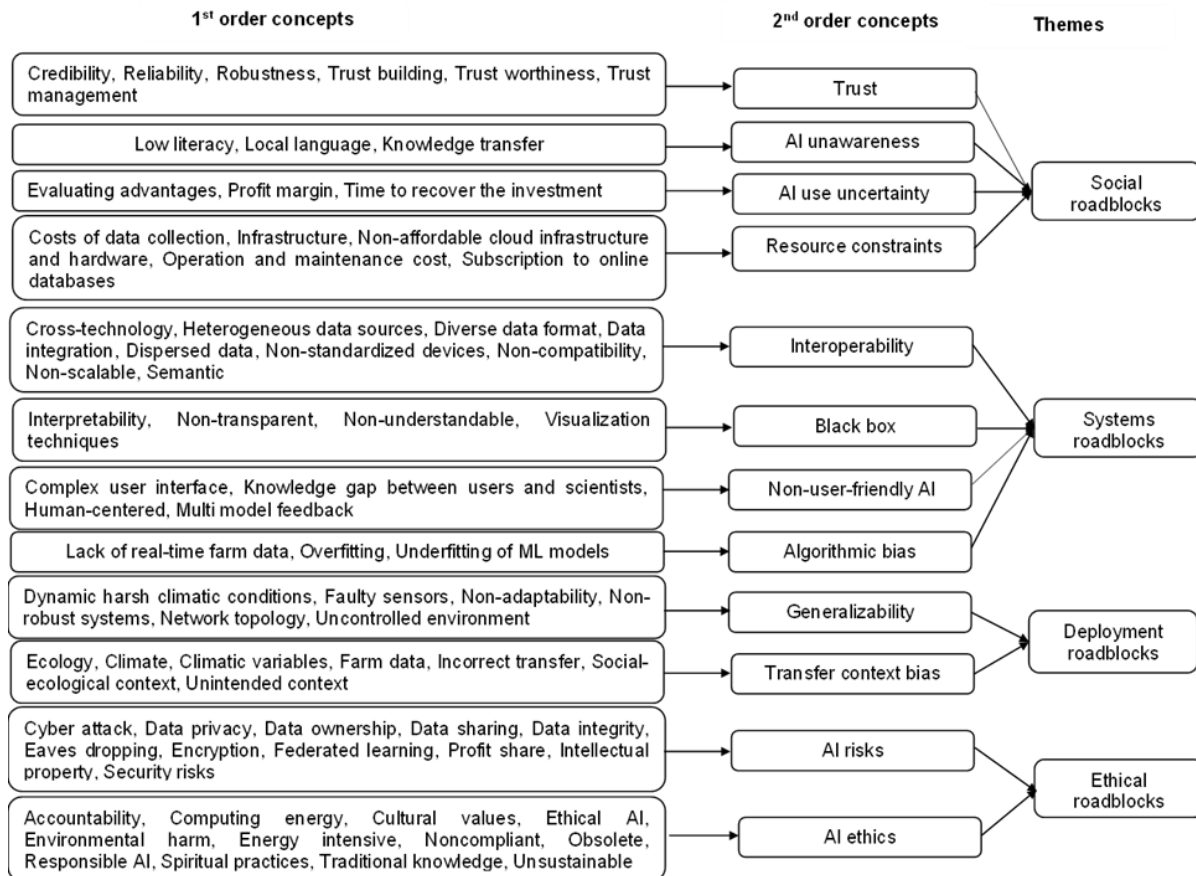 1st order concepts
2nd order concepts
Themes
Credibility, Reliability, Robustness, Trust building, Trust worthiness, Trust
management
Trust
Low literacy, Local language, Knowledge transfer
AI unawareness
Evaluating advantages, Profit margin, Time to recover the investment
AI use uncertainty
Social
roadblocks
Costs of data collection, Infrastructure, Non-affordable cloud infrastructure
and hardware, Operation and maintenance cost, Subscription to online
databases
Resource constraints
Cross-technology, Heterogeneous data sources, Diverse data format, Data
integration, Dispersed data, Non-standardized devices, Non-compatibility,
Non-scalable, Semantic
Interoperability
Interpretability, Non-transparent, Non-understandable, Visualization
techniques
Black box
Systems
roadblocks
Complex user interface, Knowledge gap between users and scientists,
Human-centered, Multi model feedback
Non-user-friendly AI
Lack of real-time farm data, Overfitting, Underfitting of ML models
Algorithmic bias
Dynamic harsh climatic conditions, Faulty sensors, Non-adaptability, Non-
robust systems, Network topology, Uncontrolled environment
Generalizability
Deployment
roadblocks
Ecology, Climate, Climatic variables, Farm data, Incorrect transfer, Social-
ecological context, Unintended context
Transfer context bias
Cyber attack, Data privacy, Data ownership, Data sharing, Data integrity,
Eaves dropping, Encryption, Federated learning, Profit share, Intellectual
property, Security risks
AI risks
Ethical
roadblocks
Accountability, Computing energy, Cultural values, Ethical AI,
Environmental harm, Energy intensive, Noncompliant, Obsolete,
Responsible AI, Spiritual practices, Traditional knowledge, Unsustainable
AI ethics